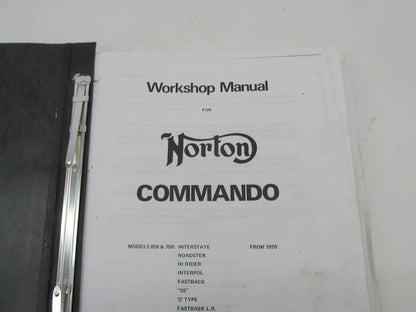 Workshop Manual
FOR
Norton
COMMANDO
MODELS 850 & 750: INTERSTATE FROM 1970
ROADSTER
HI RIDER
INTERPOL
FASTBACK
"SS"
'S' TYPE
FASTBACK L.R.